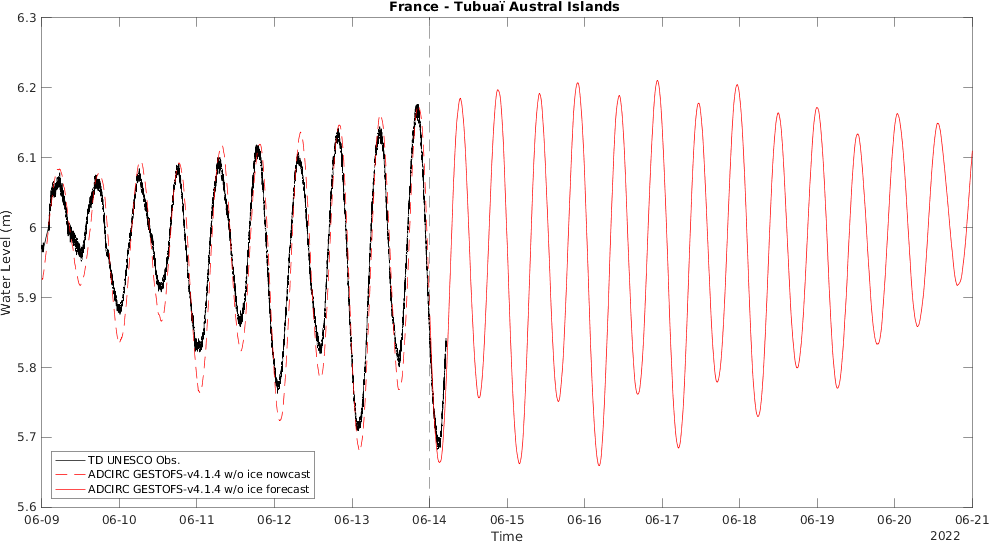 France - Tubuaï Austral Islands
6.3
6.2
6.1
6
5.9
5.8
5.7
5.6
Water Level (m)
TD UNESCO Obs.
ADCIRC GESTOFS-v4.1.4 w/o ice nowcast
ADCIRC GESTOFS-v4.1.4 w/o ice forecast
06-09 06-10 06-11 06-12 06-13 06-14 06-15 06-16 06-17 06-18 06-19 06-20 06-21
Time
2022